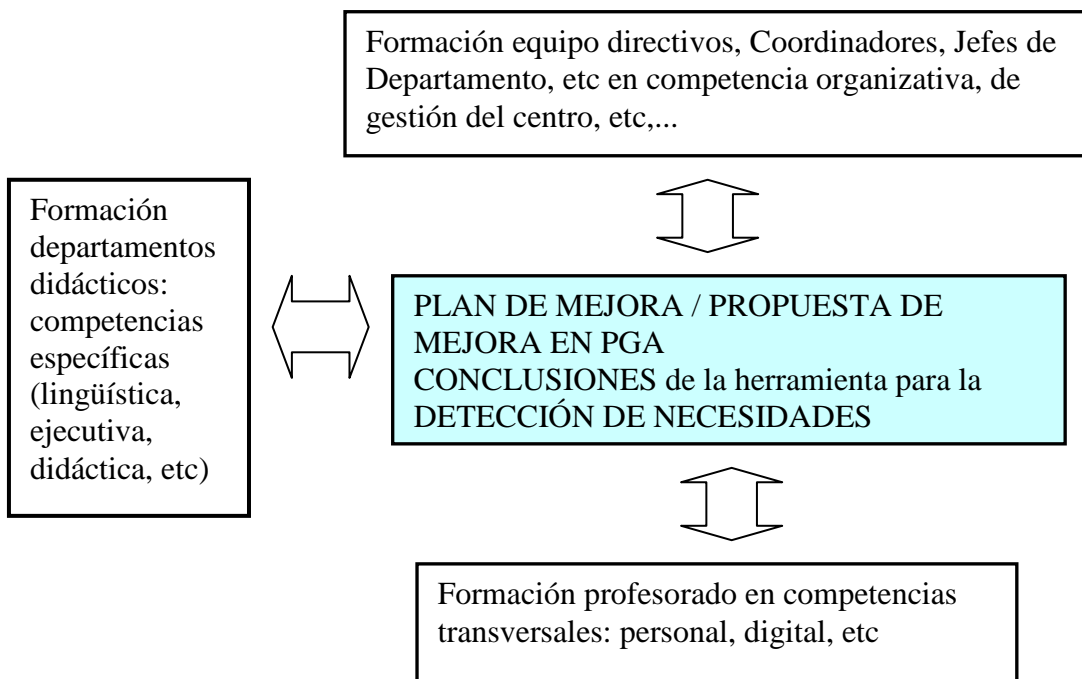 Formación equipo directivos, Coordinadores, Jefes de
Departamento, etc en competencia organizativa, de
gestión del centro, etc,...
Formación
departamentos
didácticos:
competencias
específicas
(lingüística,
ejecutiva,
didáctica, etc)
PLAN DE MEJORA / PROPUESTA DE
MEJORA EN PGA
CONCLUSIONES de la herramienta para la
DETECCIÓN DE NECESIDADES
Formación profesorado en competencias
transversales: personal, digital, etc